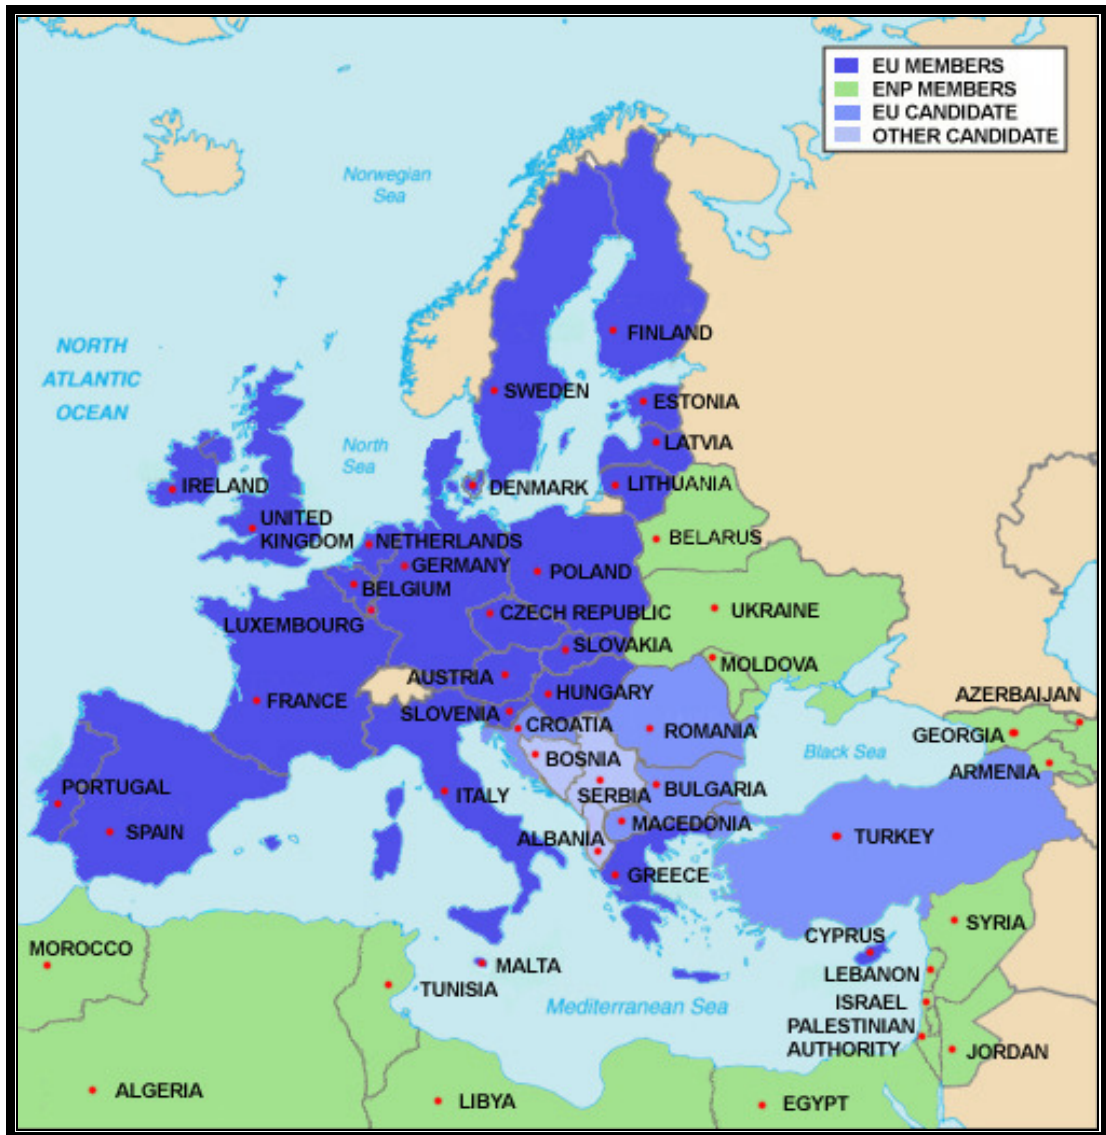 EU MEMBERS
ENP MEMBERS
EU CANDIDATE
OTHER CANDIDATE
Norwegian
Sea
NORTH
ATLANTIC
OCEAN
FINLAND
SWEDEN
ESTONIA
North
Sea
LATVIA
IRELAND
DENMARK
LITHUANIA
UNITED
KINGDOM
NETHERLANDS
BELARUS
GERMANY
BELGIUM
POLAND
LUXEMBOURG
CZECH REPUBLIC
UKRAINE
SLOVAKIA
MOLDOVA
AUSTRIA
HUNGARY
FRANCE
SLOVENIA
CROATIA
ROMANIA
AZERBAIJAN
GEORGIA
Black Sea
ARMENIA
BOSNIA
PORTUGAL
ITALY
SERBIA
BULGARIA
SPAIN
ALBANIA
MACEDONIA
TURKEY
GREECE
SYRIA
CYPRUS
MOROCCO
MALTA
LEBANON
TUNISIA
Mediterranean Sea
ISRAEL
PALESTINIAN
AUTHORITY
JORDAN
ALGERIA
LIBYA
EGYPT